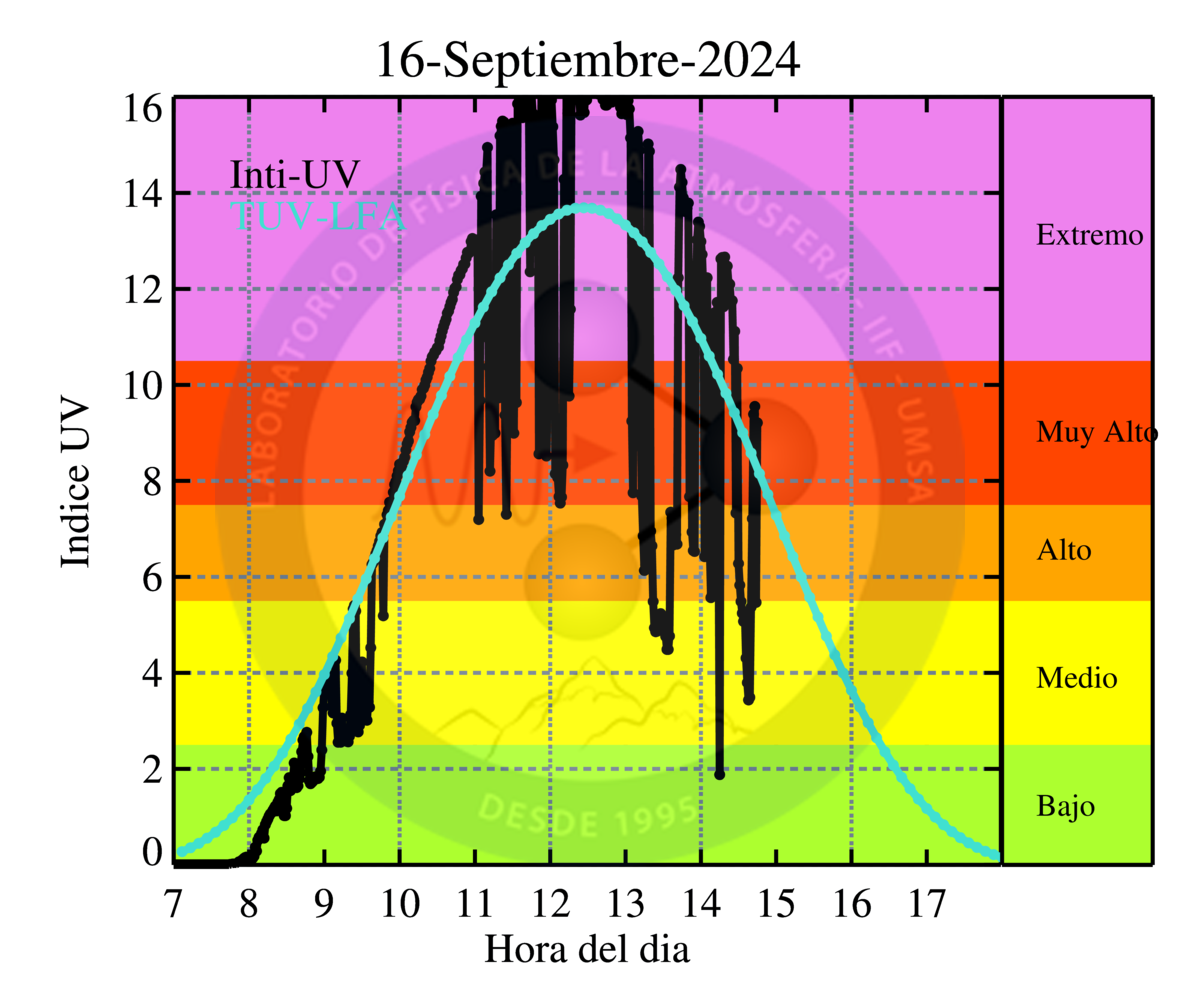 16-Septiembre-2024
16
14
12
10
8
6
4
2
0
Indice UV
Inti-UV
TUV-LFA
LABORATORIO DE FÍSICA DE LA ATMÓSFERA - IIF - UMSA
DESDE 1995
Extremo
Muy Alto
Alto
Medio
Bajo
7 8 9 10 11 12 13 14 15 16 17
Hora del dia